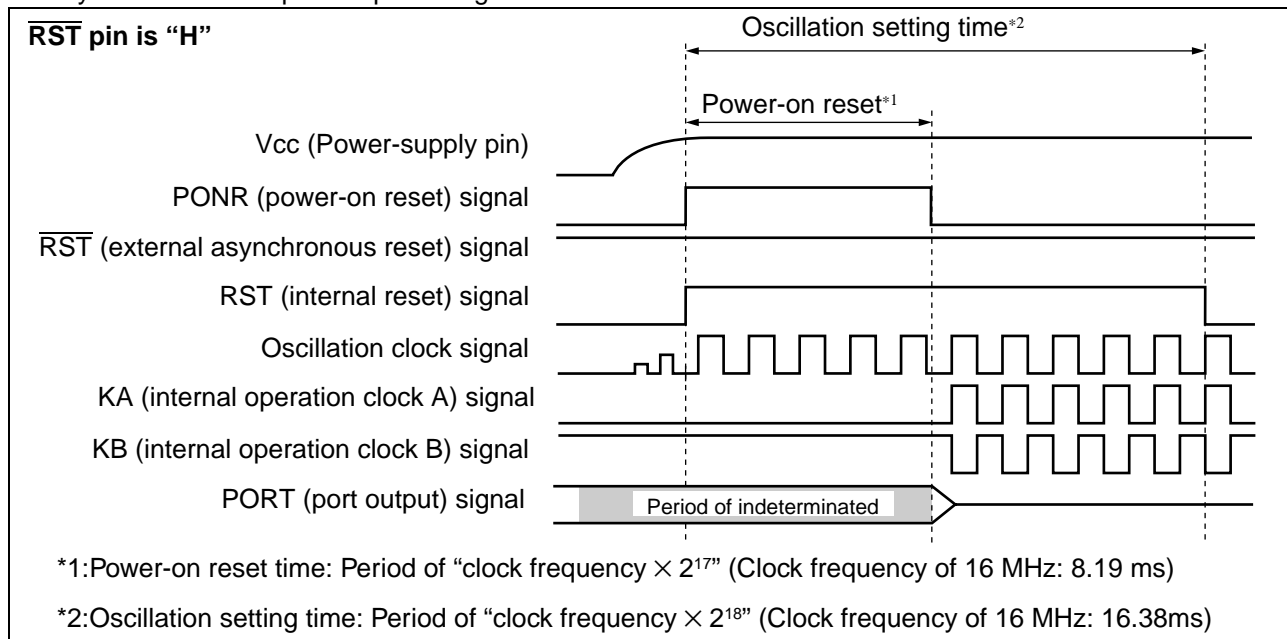 RST pin is “H”
Oscillation setting time*2
Power-on reset*1
Vcc (Power-supply pin)
PONR (power-on reset) signal
RST (external asynchronous reset) signal
RST (internal reset) signal
Oscillation clock signal
KA (internal operation clock A) signal
KB (internal operation clock B) signal
PORT (port output) signal
Period of indeterminated
*1:Power-on reset time: Period of “clock frequency × 2¹⁷” (Clock frequency of 16 MHz: 8.19 ms)
*2:Oscillation setting time: Period of “clock frequency × 2¹⁸” (Clock frequency of 16 MHz: 16.38ms)